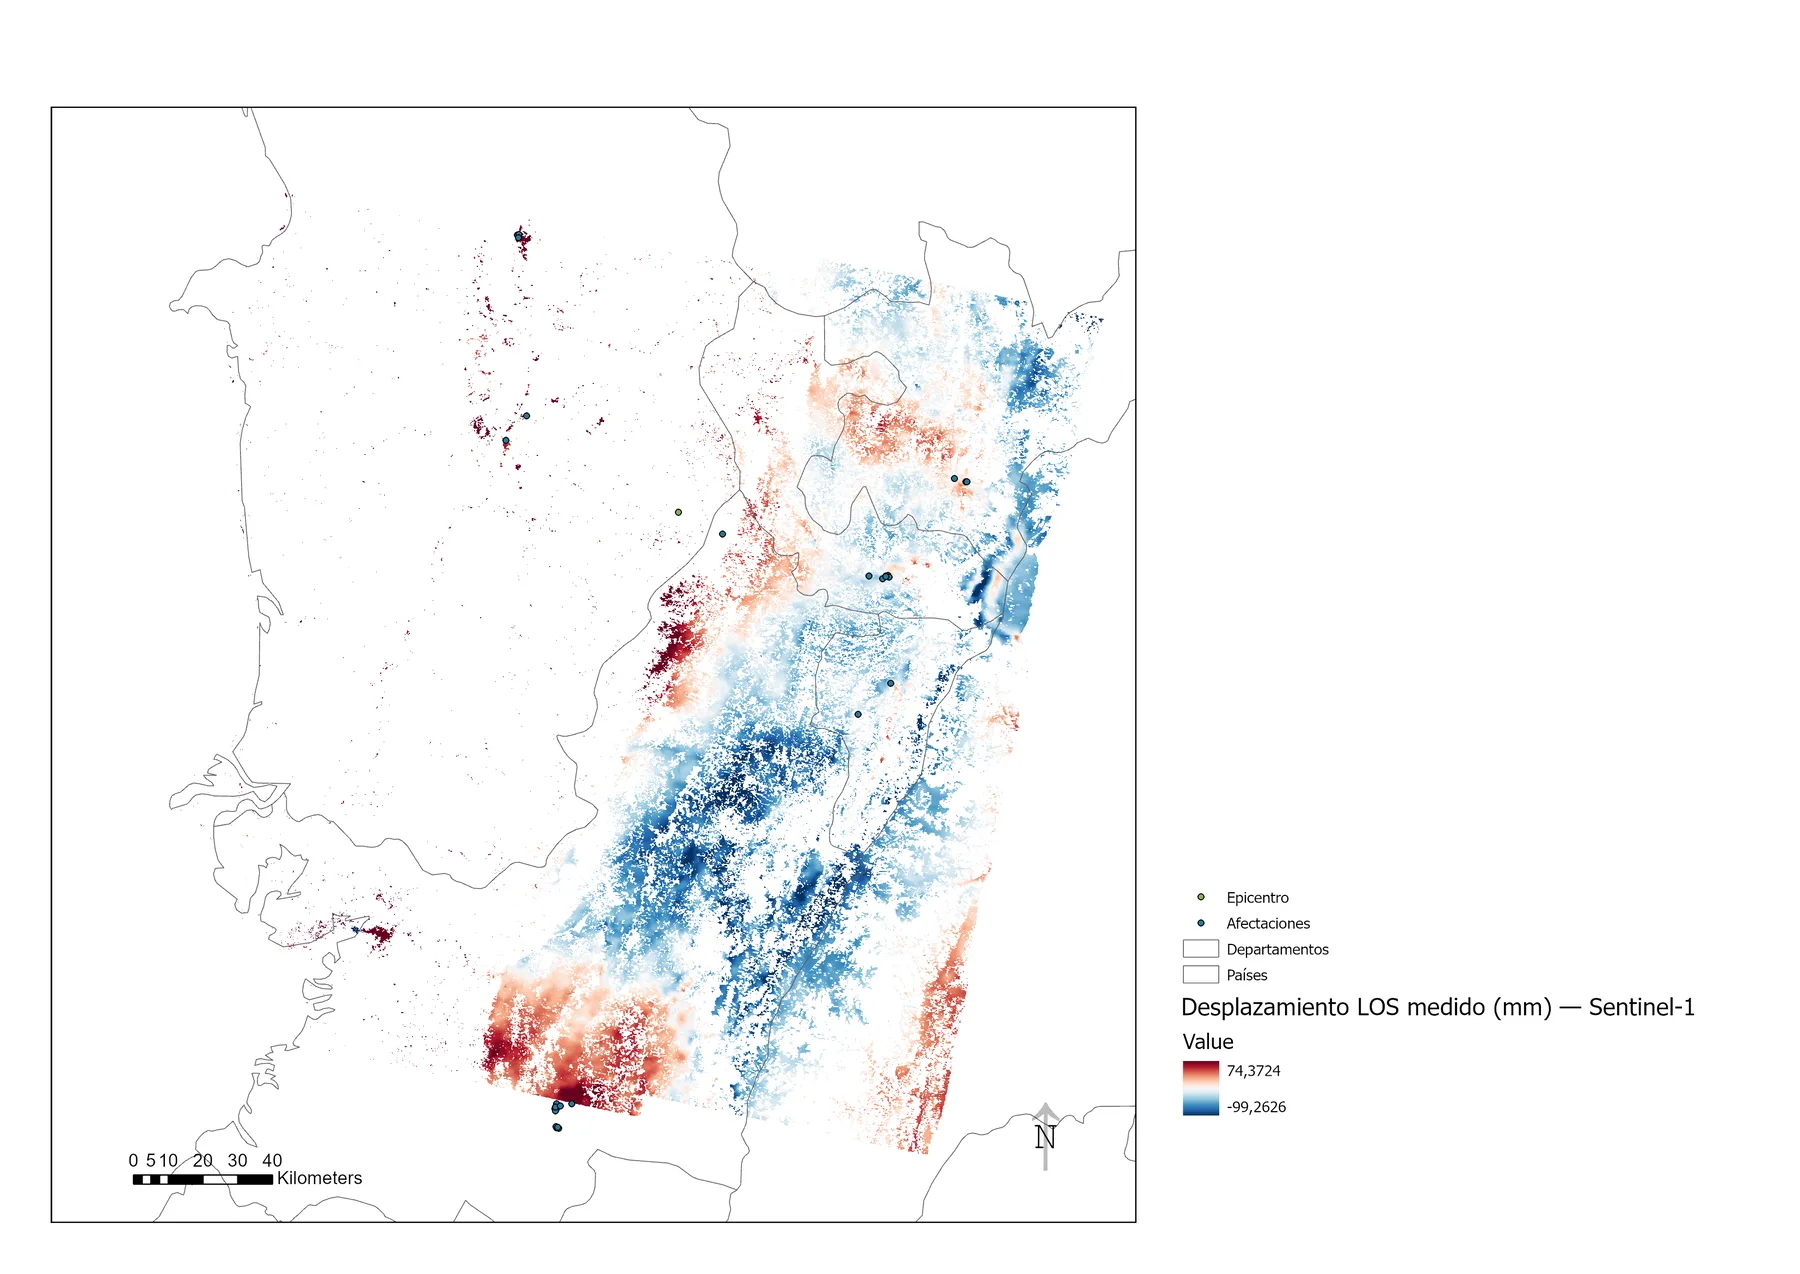 Epicentro
Afectaciones
Departamentos
Países
Desplazamiento LOS medido (mm) — Sentinel-1
Value
74,3724
-99,2626
N
0 5 10 20 30 40
Kilometers